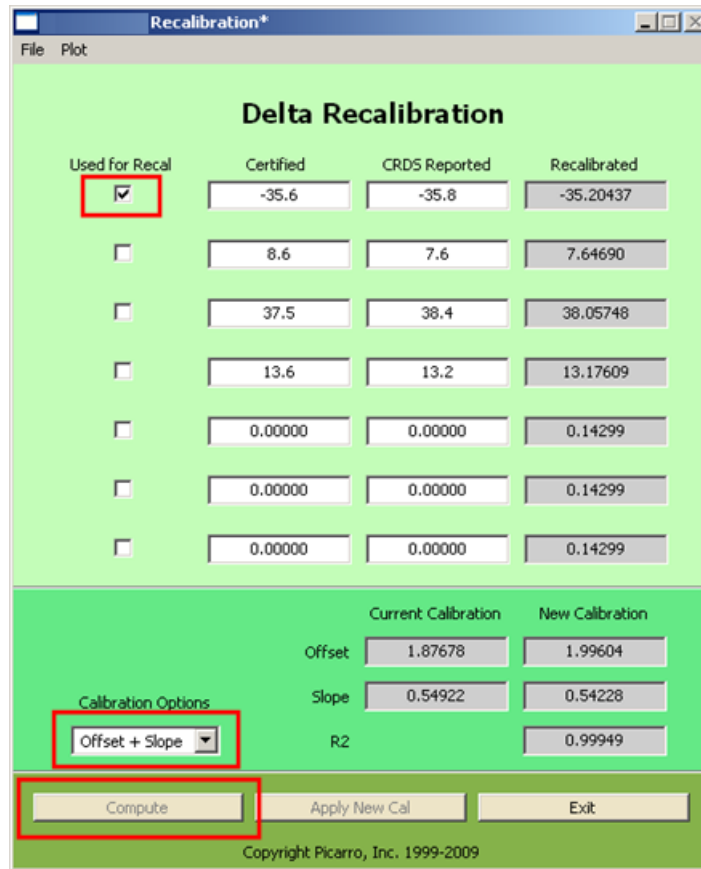 Recalibration*
File Plot
Delta Recalibration
Used for Recal Certified CRDS Reported Recalibrated
-35.6 -35.8 -35.20437
8.6 7.6 7.64690
37.5 38.4 38.05748
13.6 13.2 13.17609
0.00000 0.00000 0.14299
0.00000 0.00000 0.14299
0.00000 0.00000 0.14299
Current Calibration New Calibration
Offset 1.87678 1.99604
Calibration Options Slope 0.54922 0.54228
Offset + Slope R2 0.99949
Compute Apply New Cal Exit
Copyright Picarro, Inc. 1999-2009